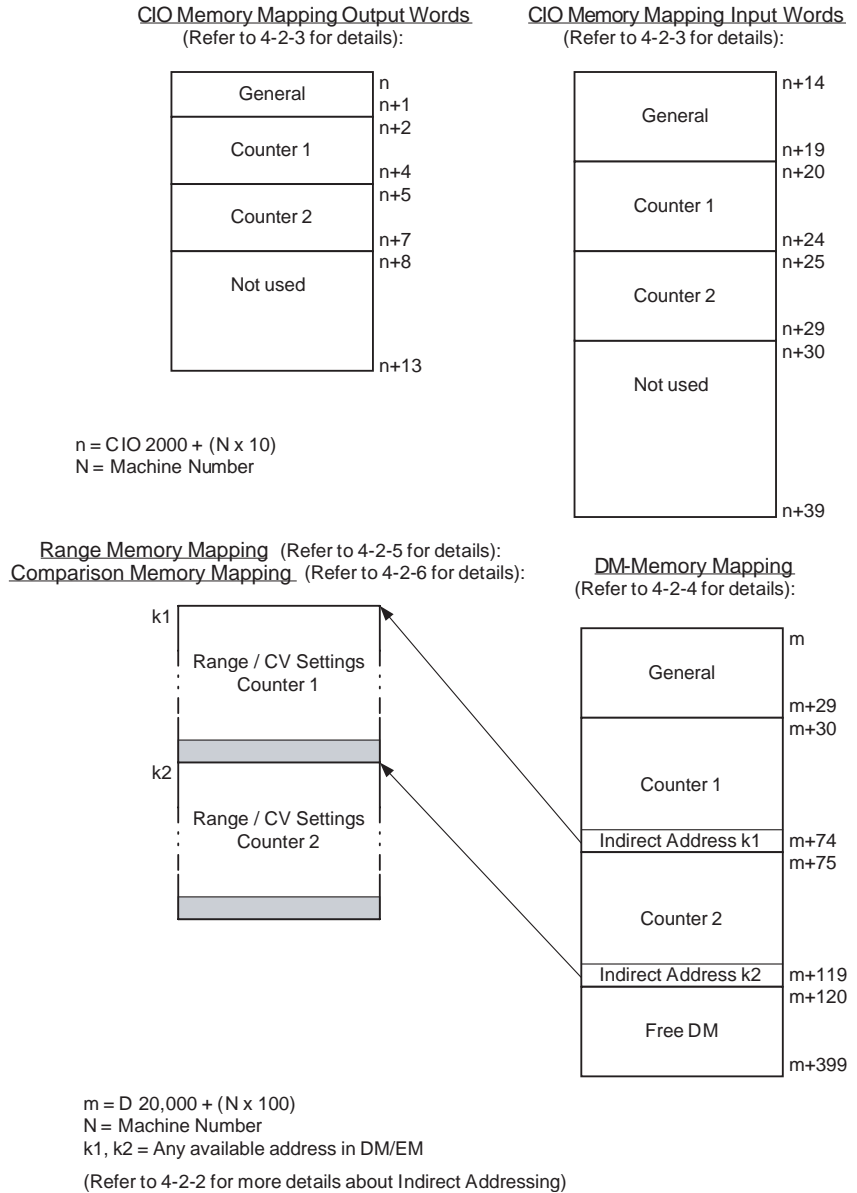 CIO Memory Mapping Output Words
(Refer to 4-2-3 for details):
General
n
n+1
n+2
Counter 1
n+4
n+5
Counter 2
n+7
n+8
Not used
n+13
n = CIO 2000 + (N x 10)
N = Machine Number
CIO Memory Mapping Input Words
(Refer to 4-2-3 for details):
n+14
General
n+19
n+20
Counter 1
n+24
n+25
Counter 2
n+29
n+30
Not used
n+39
Range Memory Mapping (Refer to 4-2-5 for details):
Comparison Memory Mapping (Refer to 4-2-6 for details):
k1
Range / CV Settings
Counter 1
k2
Range / CV Settings
Counter 2
DM-Memory Mapping
(Refer to 4-2-4 for details):
m
General
m+29
m+30
Counter 1
Indirect Address k1
m+74
m+75
Counter 2
Indirect Address k2
m+119
m+120
Free DM
m+399
m = D 20,000 + (N x 100)
N = Machine Number
k1, k2 = Any available address in DM/EM
(Refer to 4-2-2 for more details about Indirect Addressing)